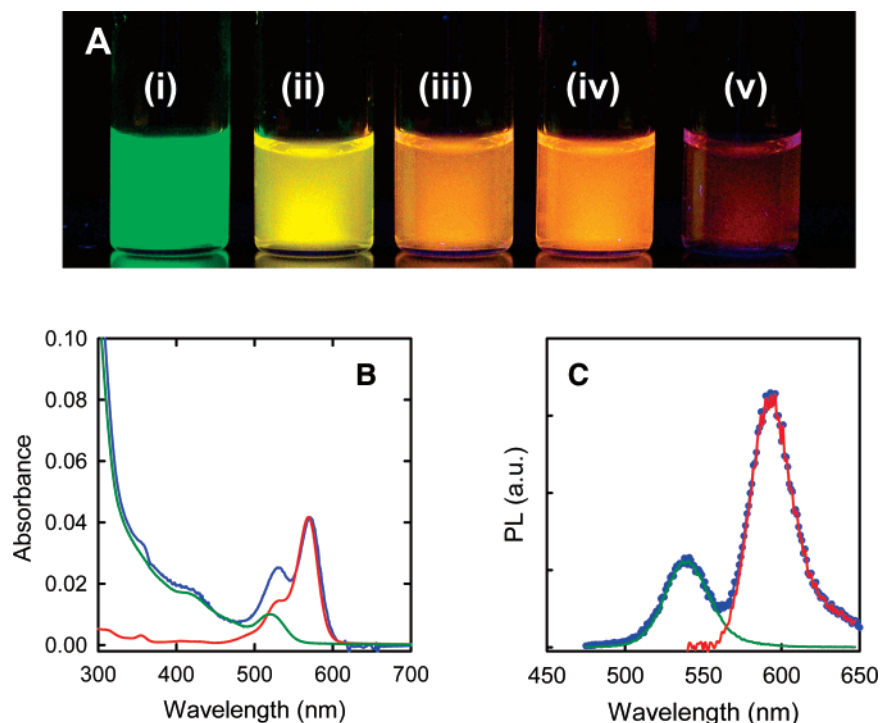 A
(i) (ii) (iii) (iv) (v)
B
0.10
0.08
0.06
0.04
0.02
0.00
Absorbance
300 400 500 600 700
Wavelength (nm)
C
PL (a.u.)
450 500 550 600 650
Wavelength (nm)